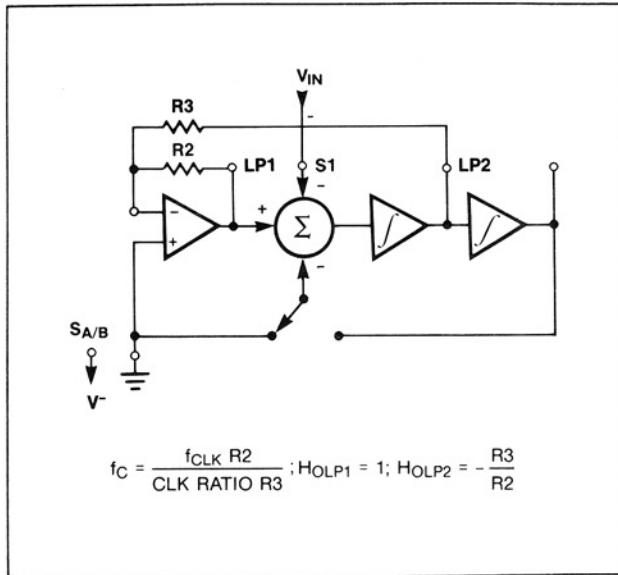 VIN
-
R3
R2
LP1
S1
LP2
-
+
Σ
∫
∫
-
+
-
SA/B
V-
fC = fCLK R2 / CLK RATIO R3 ; HOLP1 = 1; HOLP2 = - R3 / R2